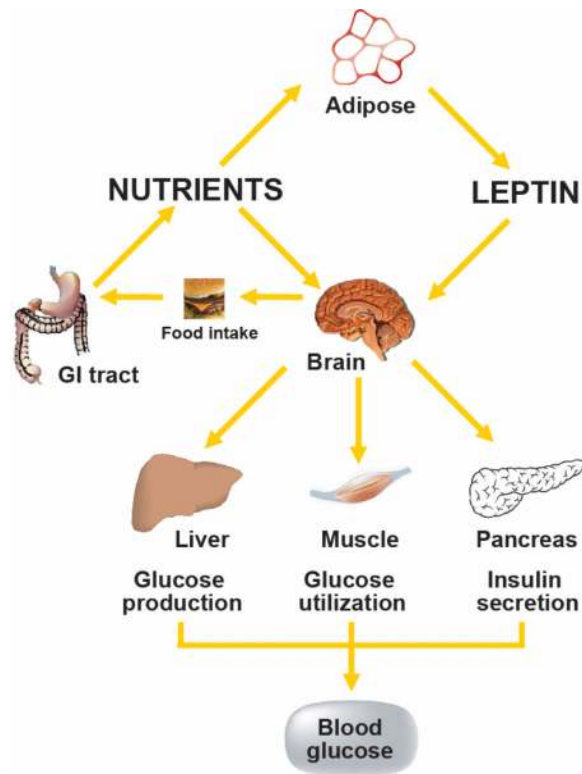 Adipose
NUTRIENTS
LEPTIN
Food intake
GI tract
Brain
Liver
Muscle
Pancreas
Glucose
production
Glucose
utilization
Insulin
secretion
Blood
glucose